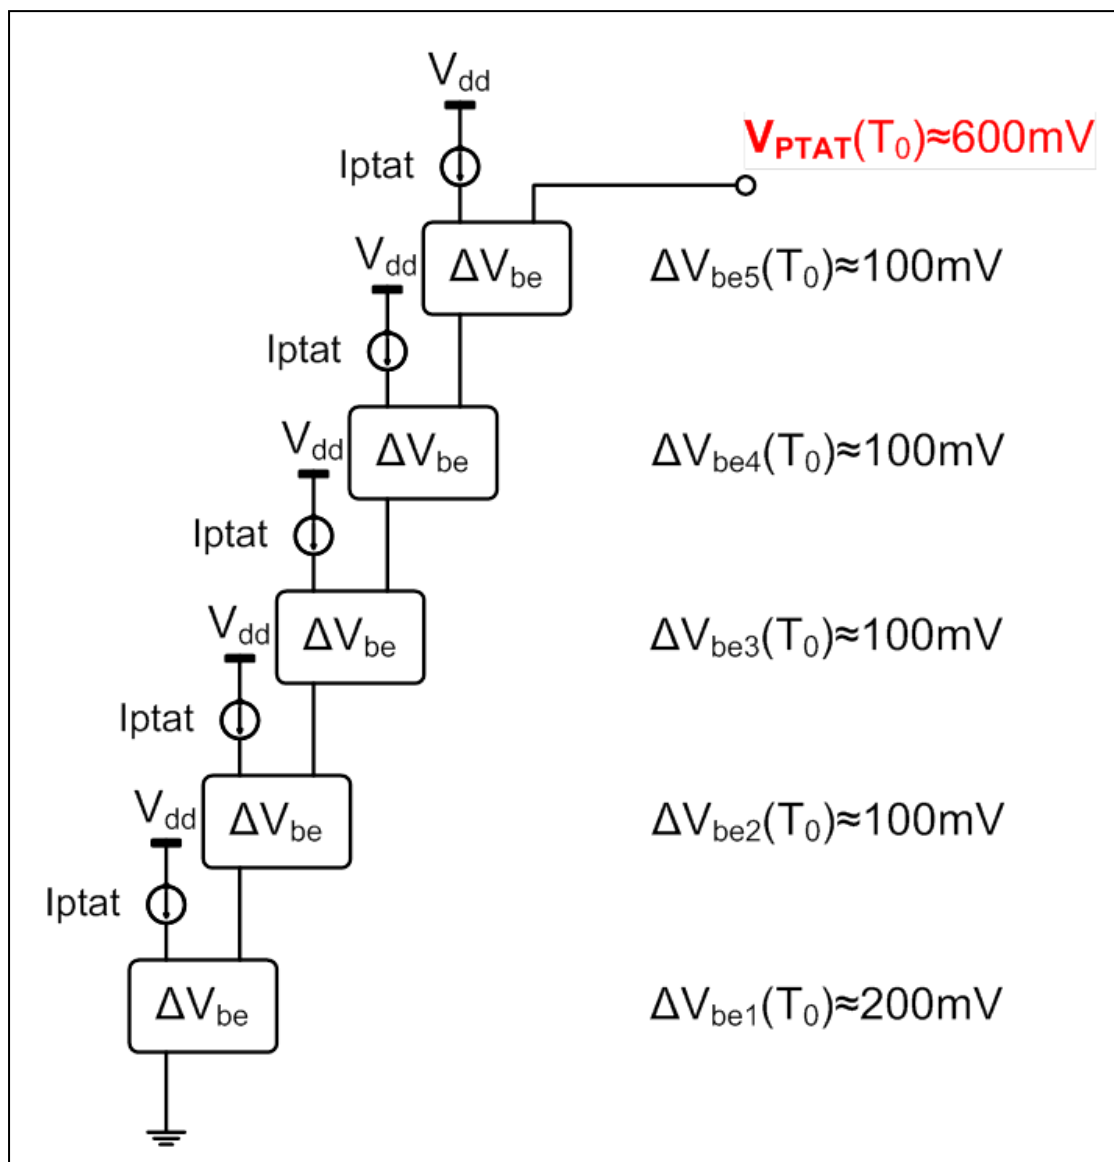 Vdd
VPTAT(T0)≈600mV
Iptat
Vdd
ΔVbe
ΔVbe5(T0)≈100mV
Iptat
Vdd
ΔVbe
ΔVbe4(T0)≈100mV
Iptat
Vdd
ΔVbe
ΔVbe3(T0)≈100mV
Iptat
Vdd
ΔVbe
ΔVbe2(T0)≈100mV
Iptat
ΔVbe
ΔVbe1(T0)≈200mV